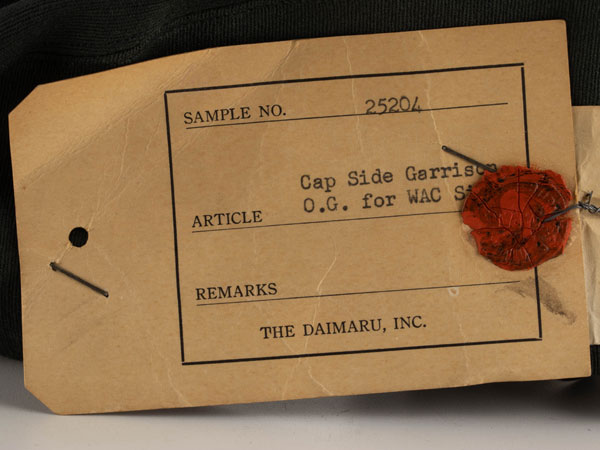 SAMPLE NO. 25204
Cap Side Garrison
ARTICLE O.G. for WAC
REMARKS
THE DAIMARU, INC.